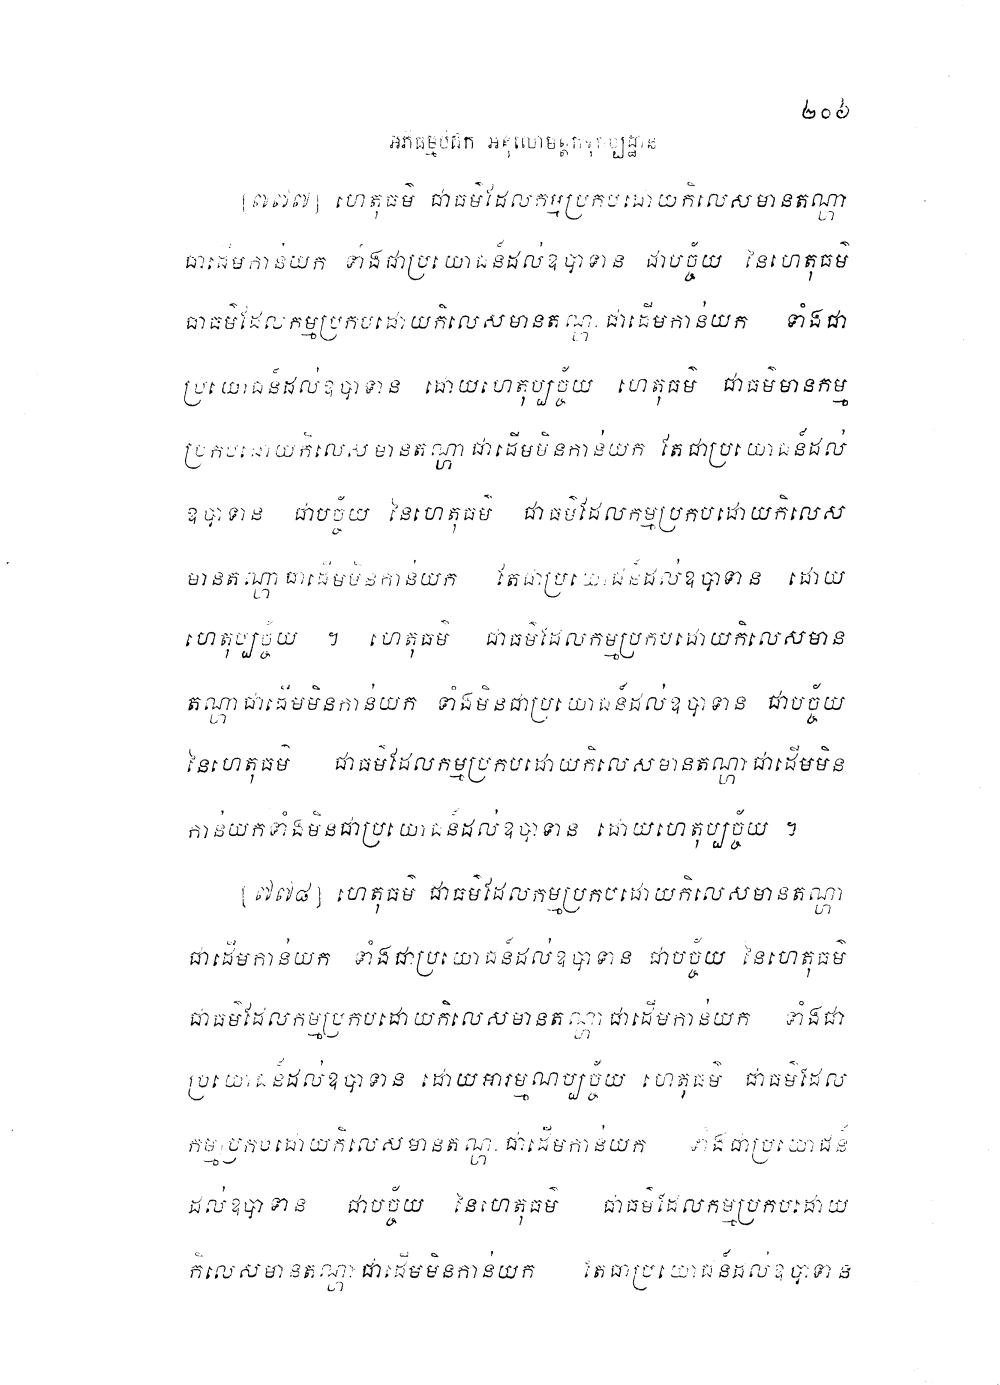 ២០៦
អភិធម្មបិដក អនុលោមត្តិកទុកប្បដ្ឋាន
[៧៧៧] ហេតុធម៌ ជាធម៌ដែលកម្មប្រកបដោយកិលេសមានតណ្ហា
ជាដើមកាន់យក ទាំងជាប្រយោជន៍ដល់ឧបាទាន ជាបច្ច័យ នៃហេតុធម៌
ជាធម៌ដែលកម្មប្រកបដោយកិលេសមានតណ្ហាជាដើមកាន់យក ទាំងជា
ប្រយោជន៍ដល់ឧបាទាន ដោយហេតុប្បច្ច័យ ហេតុធម៌ ជាធម៌មានកម្ម
ប្រកបដោយកិលេសមានតណ្ហាជាដើមមិនកាន់យក តែជាប្រយោជន៍ដល់
ឧបាទាន ជាបច្ច័យ នៃហេតុធម៌ ជាធម៌ដែលកម្មប្រកបដោយកិលេស
មានតណ្ហាជាដើមមិនកាន់យក តែជាប្រយោជន៍ដល់ឧបាទាន ដោយ
ហេតុប្បច្ច័យ ។ ហេតុធម៌ ជាធម៌ដែលកម្មប្រកបដោយកិលេសមាន
តណ្ហាជាដើមមិនកាន់យក ទាំងមិនជាប្រយោជន៍ដល់ឧបាទាន ជាបច្ច័យ
នៃហេតុធម៌ ជាធម៌ដែលកម្មប្រកបដោយកិលេសមានតណ្ហាជាដើមមិន
កាន់យកទាំងមិនជាប្រយោជន៍ដល់ឧបាទាន ដោយហេតុប្បច្ច័យ ។
[៧៧៨] ហេតុធម៌ ជាធម៌ដែលកម្មប្រកបដោយកិលេសមានតណ្ហា
ជាដើមកាន់យក ទាំងជាប្រយោជន៍ដល់ឧបាទាន ជាបច្ច័យ នៃហេតុធម៌
ជាធម៌ដែលកម្មប្រកបដោយកិលេសមានតណ្ហាជាដើមកាន់យក ទាំងជា
ប្រយោជន៍ដល់ឧបាទាន ដោយអារម្មណប្បច្ច័យ ហេតុធម៌ ជាធម៌ដែល
កម្មប្រកបដោយកិលេសមានតណ្ហាជាដើមកាន់យក ទាំងជាប្រយោជន៍
ដល់ឧបាទាន ជាបច្ច័យ នៃហេតុធម៌ ជាធម៌ដែលកម្មប្រកបដោយ
កិលេសមានតណ្ហាជាដើមមិនកាន់យក តែជាប្រយោជន៍ដល់ឧបាទាន